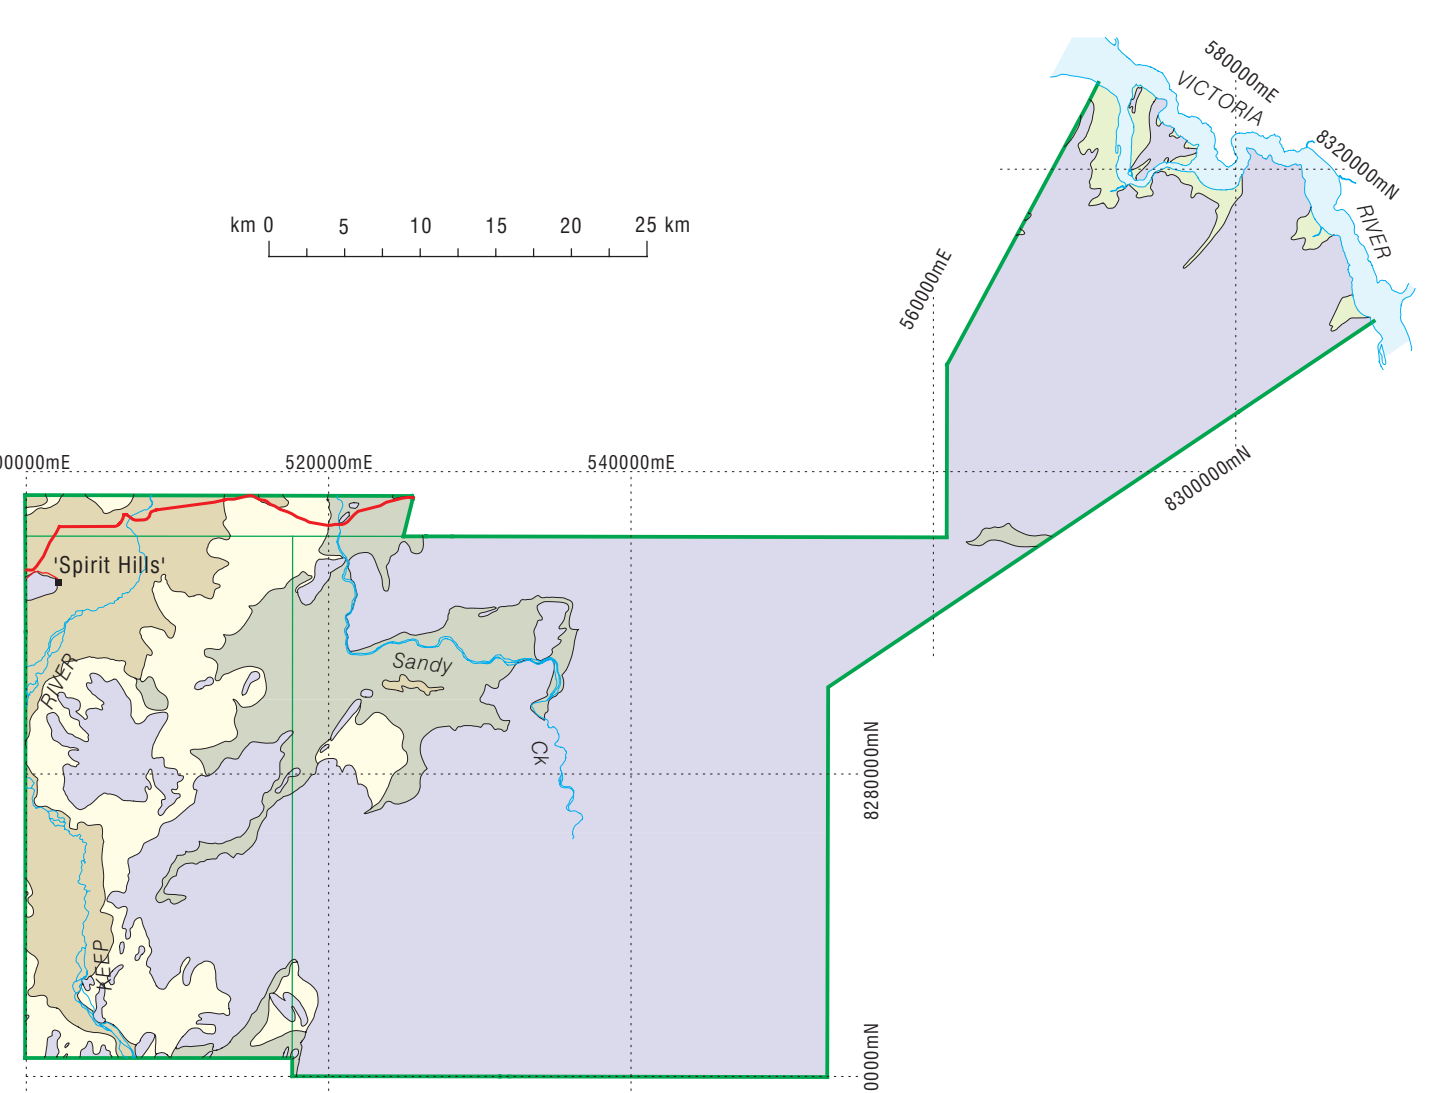 580000mE
VICTORIA
8320000mN
RIVER
km 0 5 10 15 20 25 km
560000mE
00000mE 520000mE 540000mE
8300000mN
'Spirit Hills'
Sandy
RIVER
Ck
8280000mN
KEEP
0000mN